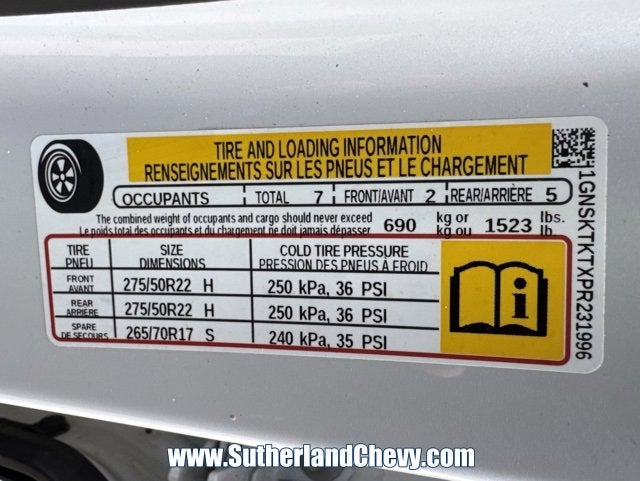 TIRE AND LOADING INFORMATION
RENSEIGNEMENTS SUR LES PNEUS ET LE CHARGEMENT
OCCUPANTS TOTAL 7 FRONT/AVANT 2 REAR/ARRIÈRE 5
The combined weight of occupants and cargo should never exceed 690 kg or 1523 lbs.
Le poids total des occupants et du chargement ne doit jamais dépasser kg ou lb
TIRE SIZE COLD TIRE PRESSURE
PNEU DIMENSIONS PRESSION DES PNEUS À FROID
FRONT
AVANT 275/50R22 H 250 kPa, 36 PSI
REAR
ARRIÈRE 275/50R22 H 250 kPa, 36 PSI
SPARE
DE SECOURS 265/70R17 S 240 kPa, 35 PSI
1GNSKTKTXPR231996
www.SutherlandChevy.com